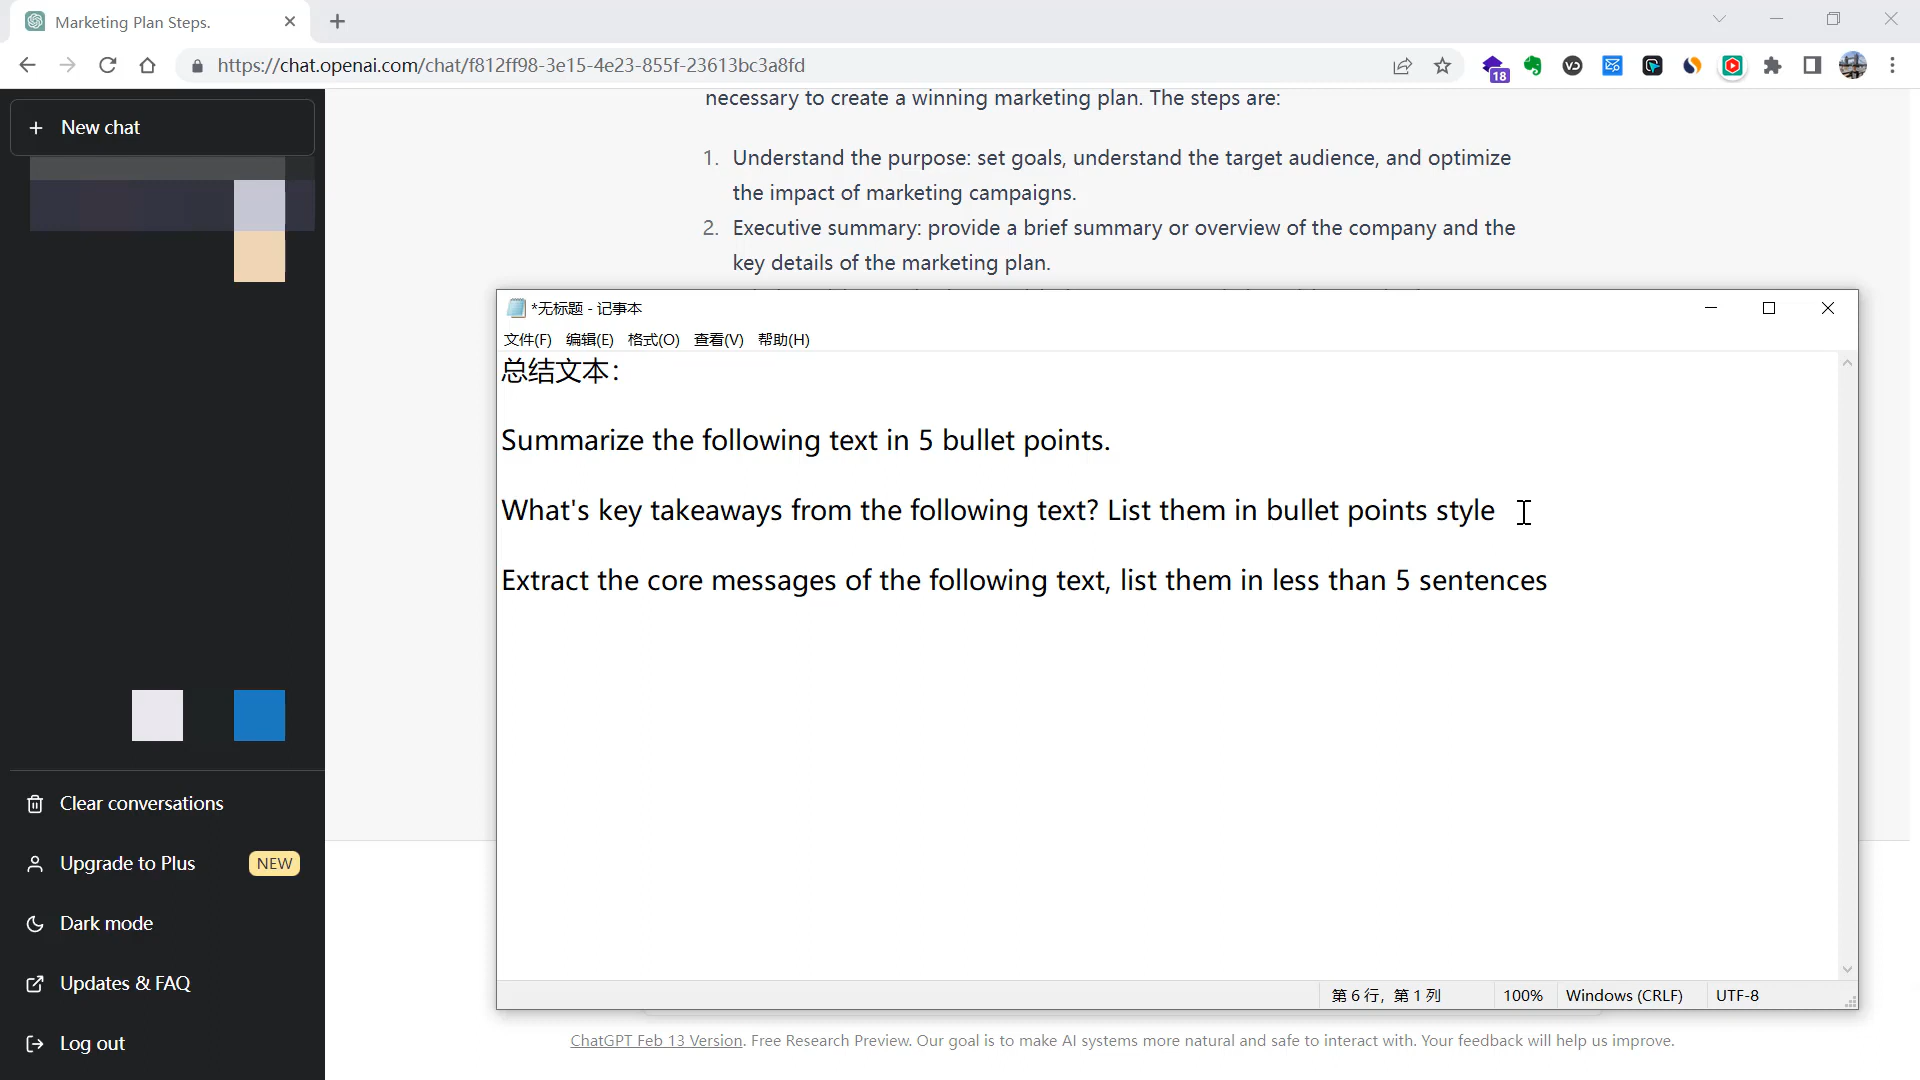 Marketing Plan Steps.
https://chat.openai.com/chat/f812ff98-3e15-4e23-855f-23613bc3a8fd
18
New chat
necessary to create a winning marketing plan. The steps are:
1. Understand the purpose: set goals, understand the target audience, and optimize
the impact of marketing campaigns.
2. Executive summary: provide a brief summary or overview of the company and the
key details of the marketing plan.
*无标题 - 记事本
文件(F) 编辑(E) 格式(O) 查看(V) 帮助(H)
总结文本：
Summarize the following text in 5 bullet points.
What's key takeaways from the following text? List them in bullet points style
Extract the core messages of the following text, list them in less than 5 sentences
Clear conversations
Upgrade to Plus NEW
Dark mode
Updates & FAQ
Log out
第 6 行，第 1 列 100% Windows (CRLF) UTF-8
ChatGPT Feb 13 Version. Free Research Preview. Our goal is to make AI systems more natural and safe to interact with. Your feedback will help us improve.